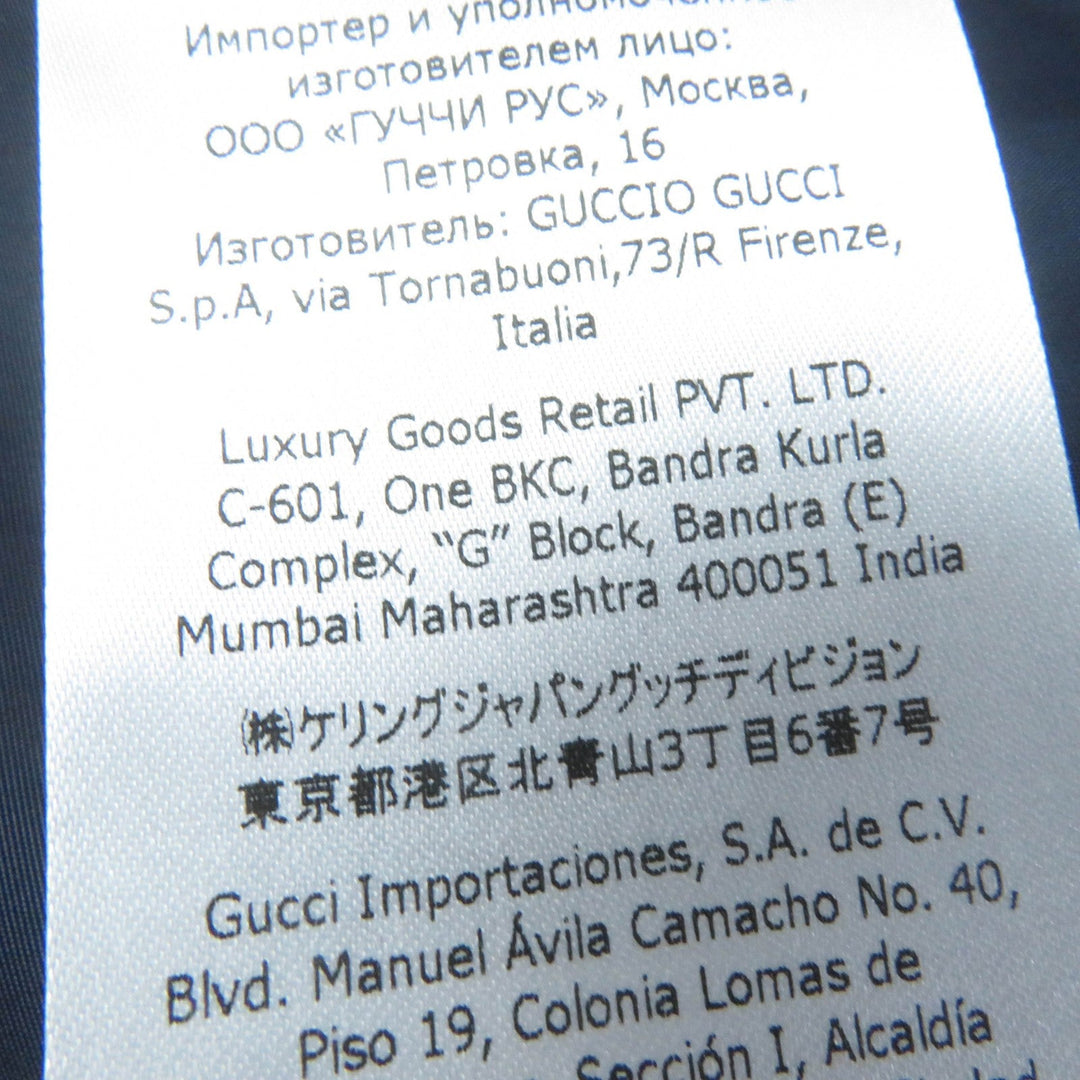 Импортер и уполномоченное
изготовителем лицо:
ООО «ГУЧЧИ РУС», Москва,
Петровка, 16
Изготовитель: GUCCIO GUCCI
S.p.A, via Tornabuoni,73/R Firenze,
Italia
Luxury Goods Retail PVT. LTD.
C-601, One BKC, Bandra Kurla
Complex, “G” Block, Bandra (E)
Mumbai Maharashtra 400051 India
㈱ケリングジャパングッチディビジョン
東京都港区北青山3丁目6番7号
Gucci Importaciones, S.A. de C.V.
Blvd. Manuel Ávila Camacho No. 40,
Piso 19, Colonia Lomas de
Sección I, Alcaldía